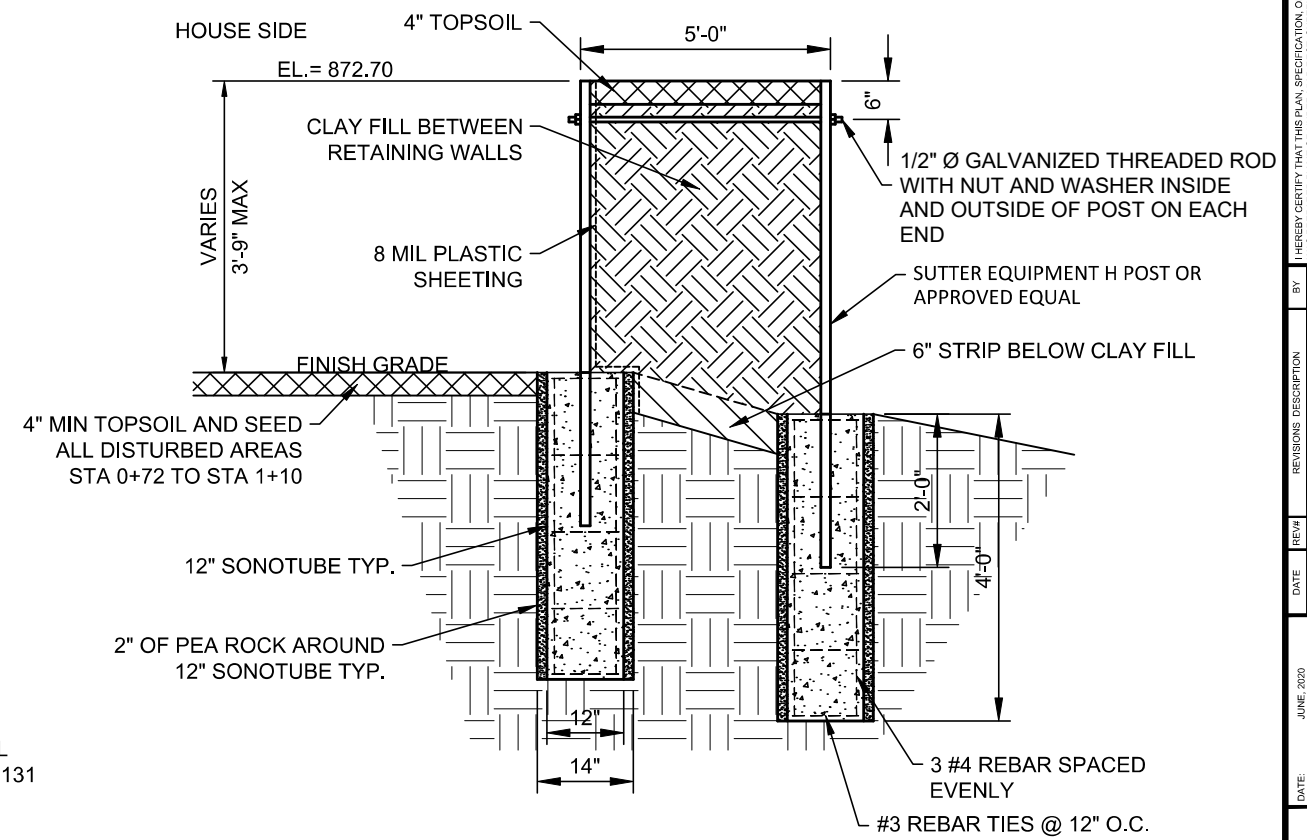 HOUSE SIDE
4" TOPSOIL
5'-0"
EL.= 872.70
6"
CLAY FILL BETWEEN
RETAINING WALLS
1/2" Ø GALVANIZED THREADED ROD
WITH NUT AND WASHER INSIDE
AND OUTSIDE OF POST ON EACH
END
VARIES
3'-9" MAX
8 MIL PLASTIC
SHEETING
SUTTER EQUIPMENT H POST OR
APPROVED EQUAL
6" STRIP BELOW CLAY FILL
FINISH GRADE
4" MIN TOPSOIL AND SEED
ALL DISTURBED AREAS
STA 0+72 TO STA 1+10
2'-0"
4'-0"
12" SONOTUBE TYP.
2" OF PEA ROCK AROUND
12" SONOTUBE TYP.
12"
14"
3 #4 REBAR SPACED
EVENLY
#3 REBAR TIES @ 12" O.C.
131
I HEREBY CERTIFY THAT THIS PLAN, SPECIFICATION, O
BY
REVISIONS DESCRIPTION
REV#
DATE
JUNE, 2020
DATE: